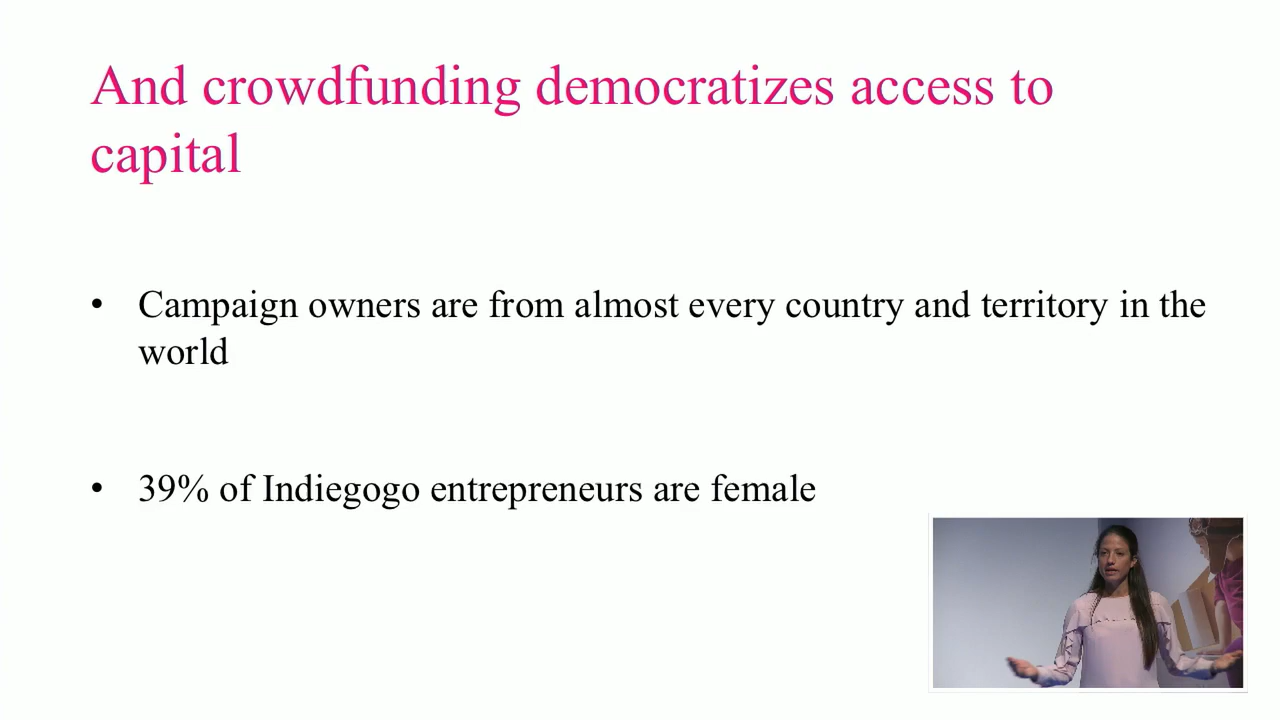 And crowdfunding democratizes access to
capital
• Campaign owners are from almost every country and territory in the
world
• 39% of Indiegogo entrepreneurs are female